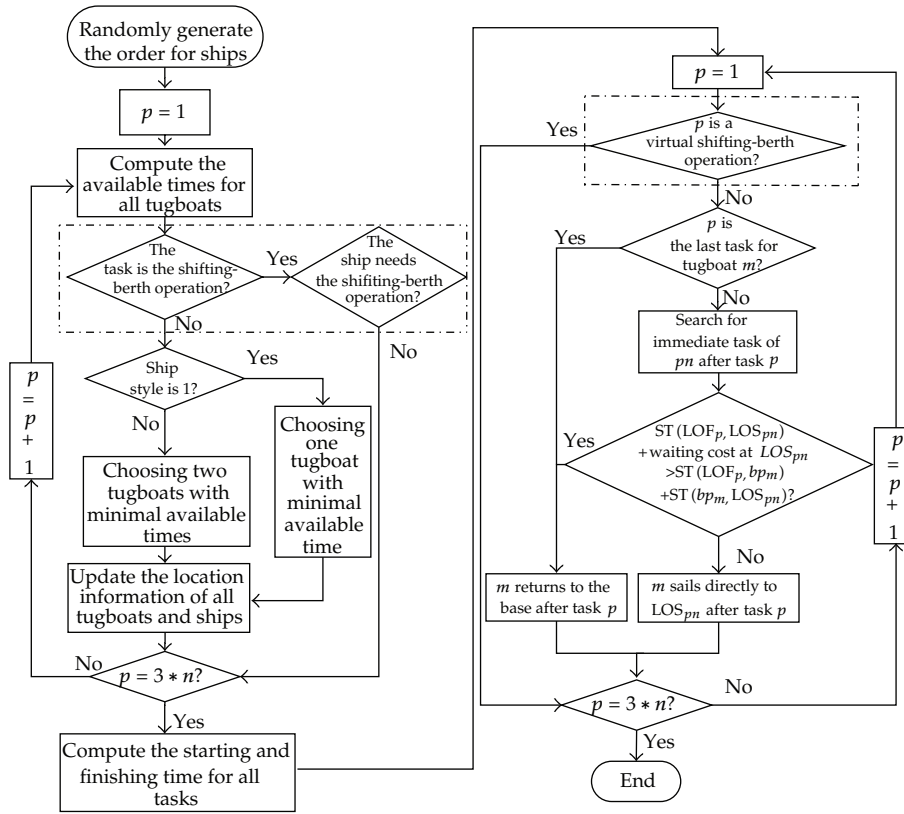 Randomly generate
the order for ships
p = 1
Compute the
available times for
all tugboats
The
task is the shifting-
berth operation?
Yes
The
ship needs
the shifiting-berth
operation?
No
No
Ship
style is 1?
Yes
No
Choosing
one
tugboat
with
minimal
available
time
Choosing two
tugboats with
minimal available
times
Update the location
information of all
tugboats and ships
p
=
p
+
1
No
p = 3 * n?
Yes
Compute the starting and
finishing time for all
tasks
p = 1
Yes
p is a
virtual shifting-berth
operation?
No
Yes
p is
the last task for
tugboat m?
No
Search for
immediate task of
pn after task p
Yes
ST (LOFp, LOSpn)
+waiting cost at LOSpn
>ST (LOFp, bpm)
+ST (bpm, LOSpn)?
p
=
p
+
1
No
m returns to the
base after task p
m sails directly to
LOSpn after task p
p = 3 * n?
No
Yes
End